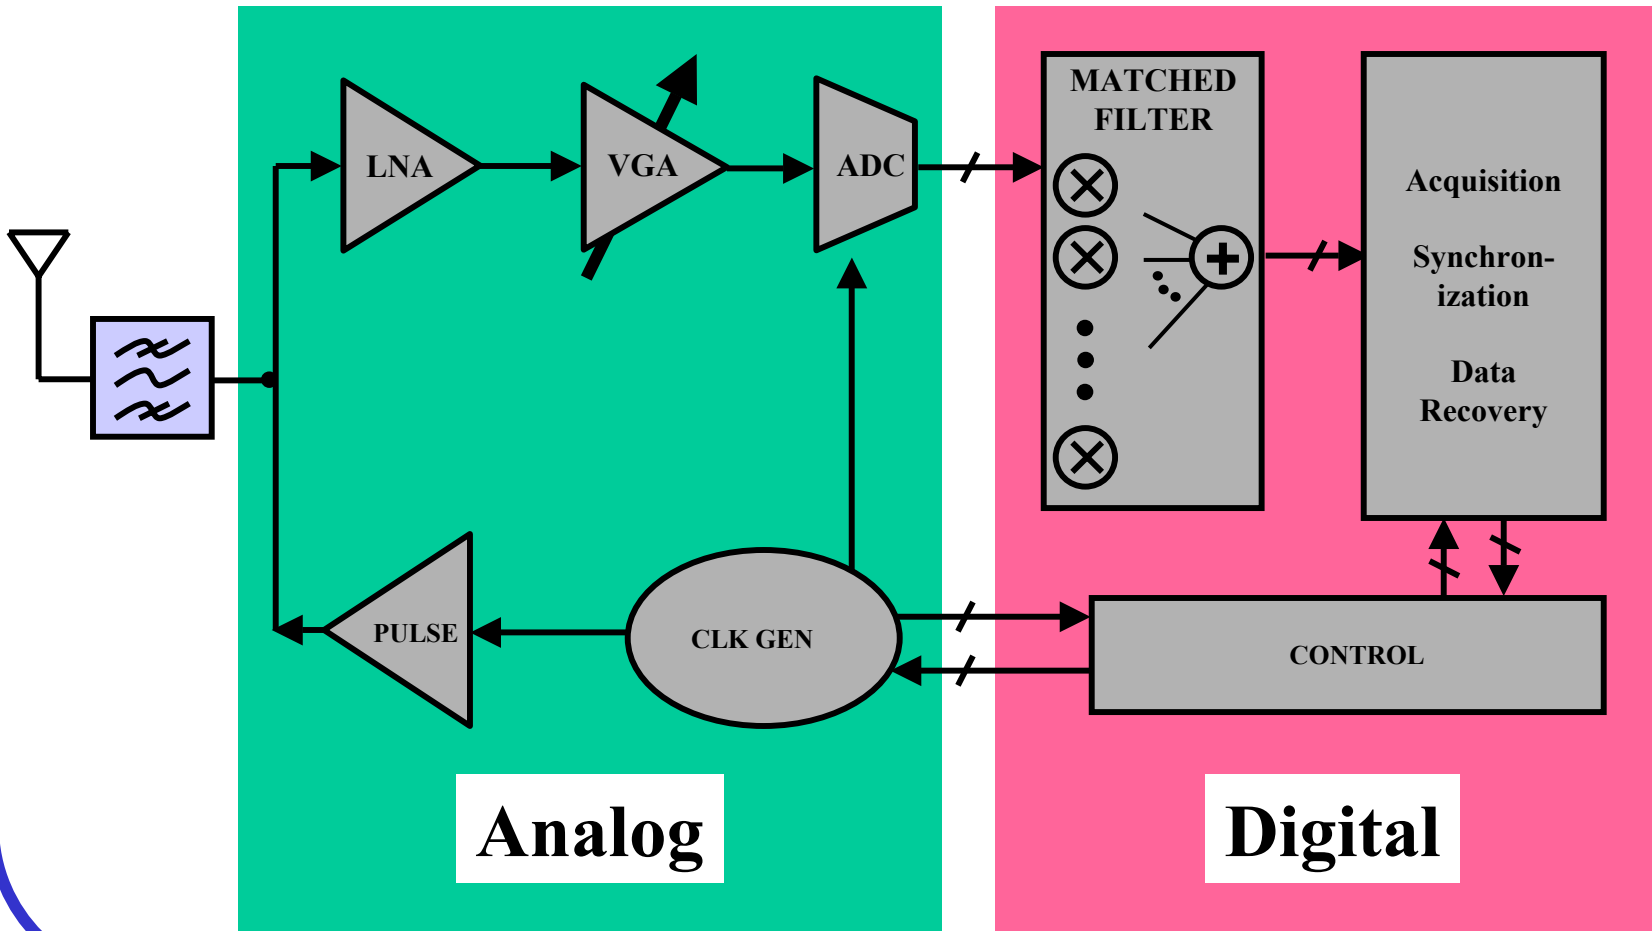 MATCHED
FILTER
LNA
VGA
ADC
Acquisition
Synchron-
ization
Data
Recovery
PULSE
CLK GEN
CONTROL
Analog
Digital